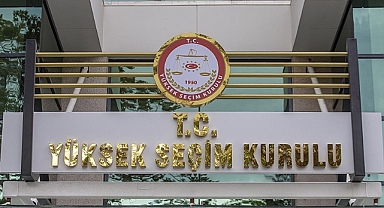 T.C.
YÜKSEK SEÇİM KURULU
1950
T.C.
YÜKSEK SEÇİM KURULU